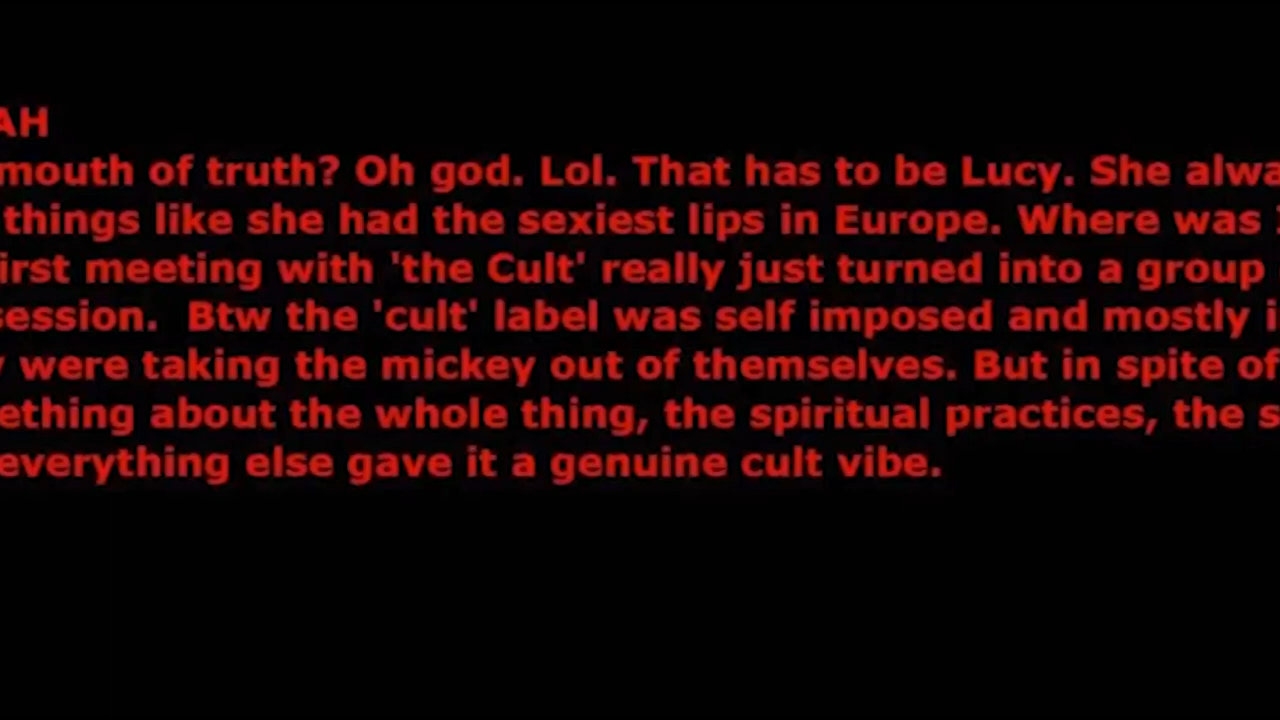 AH
mouth of truth? Oh god. Lol. That has to be Lucy. She alwa
things like she had the sexiest lips in Europe. Where was
irst meeting with 'the Cult' really just turned into a group
session.  Btw the 'cult' label was self imposed and mostly i
y were taking the mickey out of themselves. But in spite of
ething about the whole thing, the spiritual practices, the s
everything else gave it a genuine cult vibe.